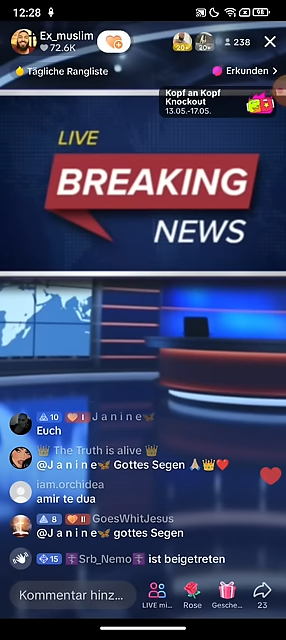 12:28
98
Ex_muslim
72.6K
20+
20+
238
Tägliche Rangliste
Erkunden
Kopf an Kopf
Knockout
13.05.-17.05.
LIVE
BREAKING
NEWS
10 I J a n i n e
Euch
The Truth is alive
@J a n i n e Gottes Segen
iam.orchidea
amir te dua
8 II GoesWhitJesus
@J a n i n e gottes Segen
15 Srb_Nemo ist beigetreten
Kommentar hinz...
LIVE mi...
Rose
Gesche...
23